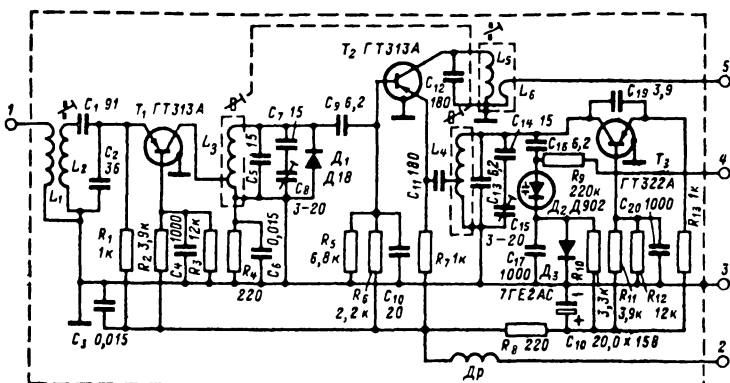 T₂ ГТ313А
L₅
C₁₂
180
L₆
5
C₁₉ 3,9
1
C₁ 91
T₁ ГТ313А
C₇ 15
C₉ 6,2
C₁₄ 15
C₁₆ 6,2
L₂
L₁
C₂
36
L₃
C₅ 15
C₈
3-20
Д₁
Д18
C₁₁ 180
L₄
6,2
C₁₃
C₁₅
3-20
R₉
220к
T₃
ГТ322А
4
Д₂ Д902
C₂₀ 1000
R₁₃ 1к
R₁
1к
R₂ 3,9к
C₄ 1000
R₃ 12к
R₄
220
C₆ 0,015
R₅
6,8к
R₆
2,2к
C₁₀
20
R₇ 1к
C₁₇
1000
Д₃
7ГЕ2АС
R₁₀
3,3к
R₁₁
3,9к
R₁₂
12к
3
C₃ 0,015
R₈ 220
C₁₀ 20,0 × 15В
+
2
Др